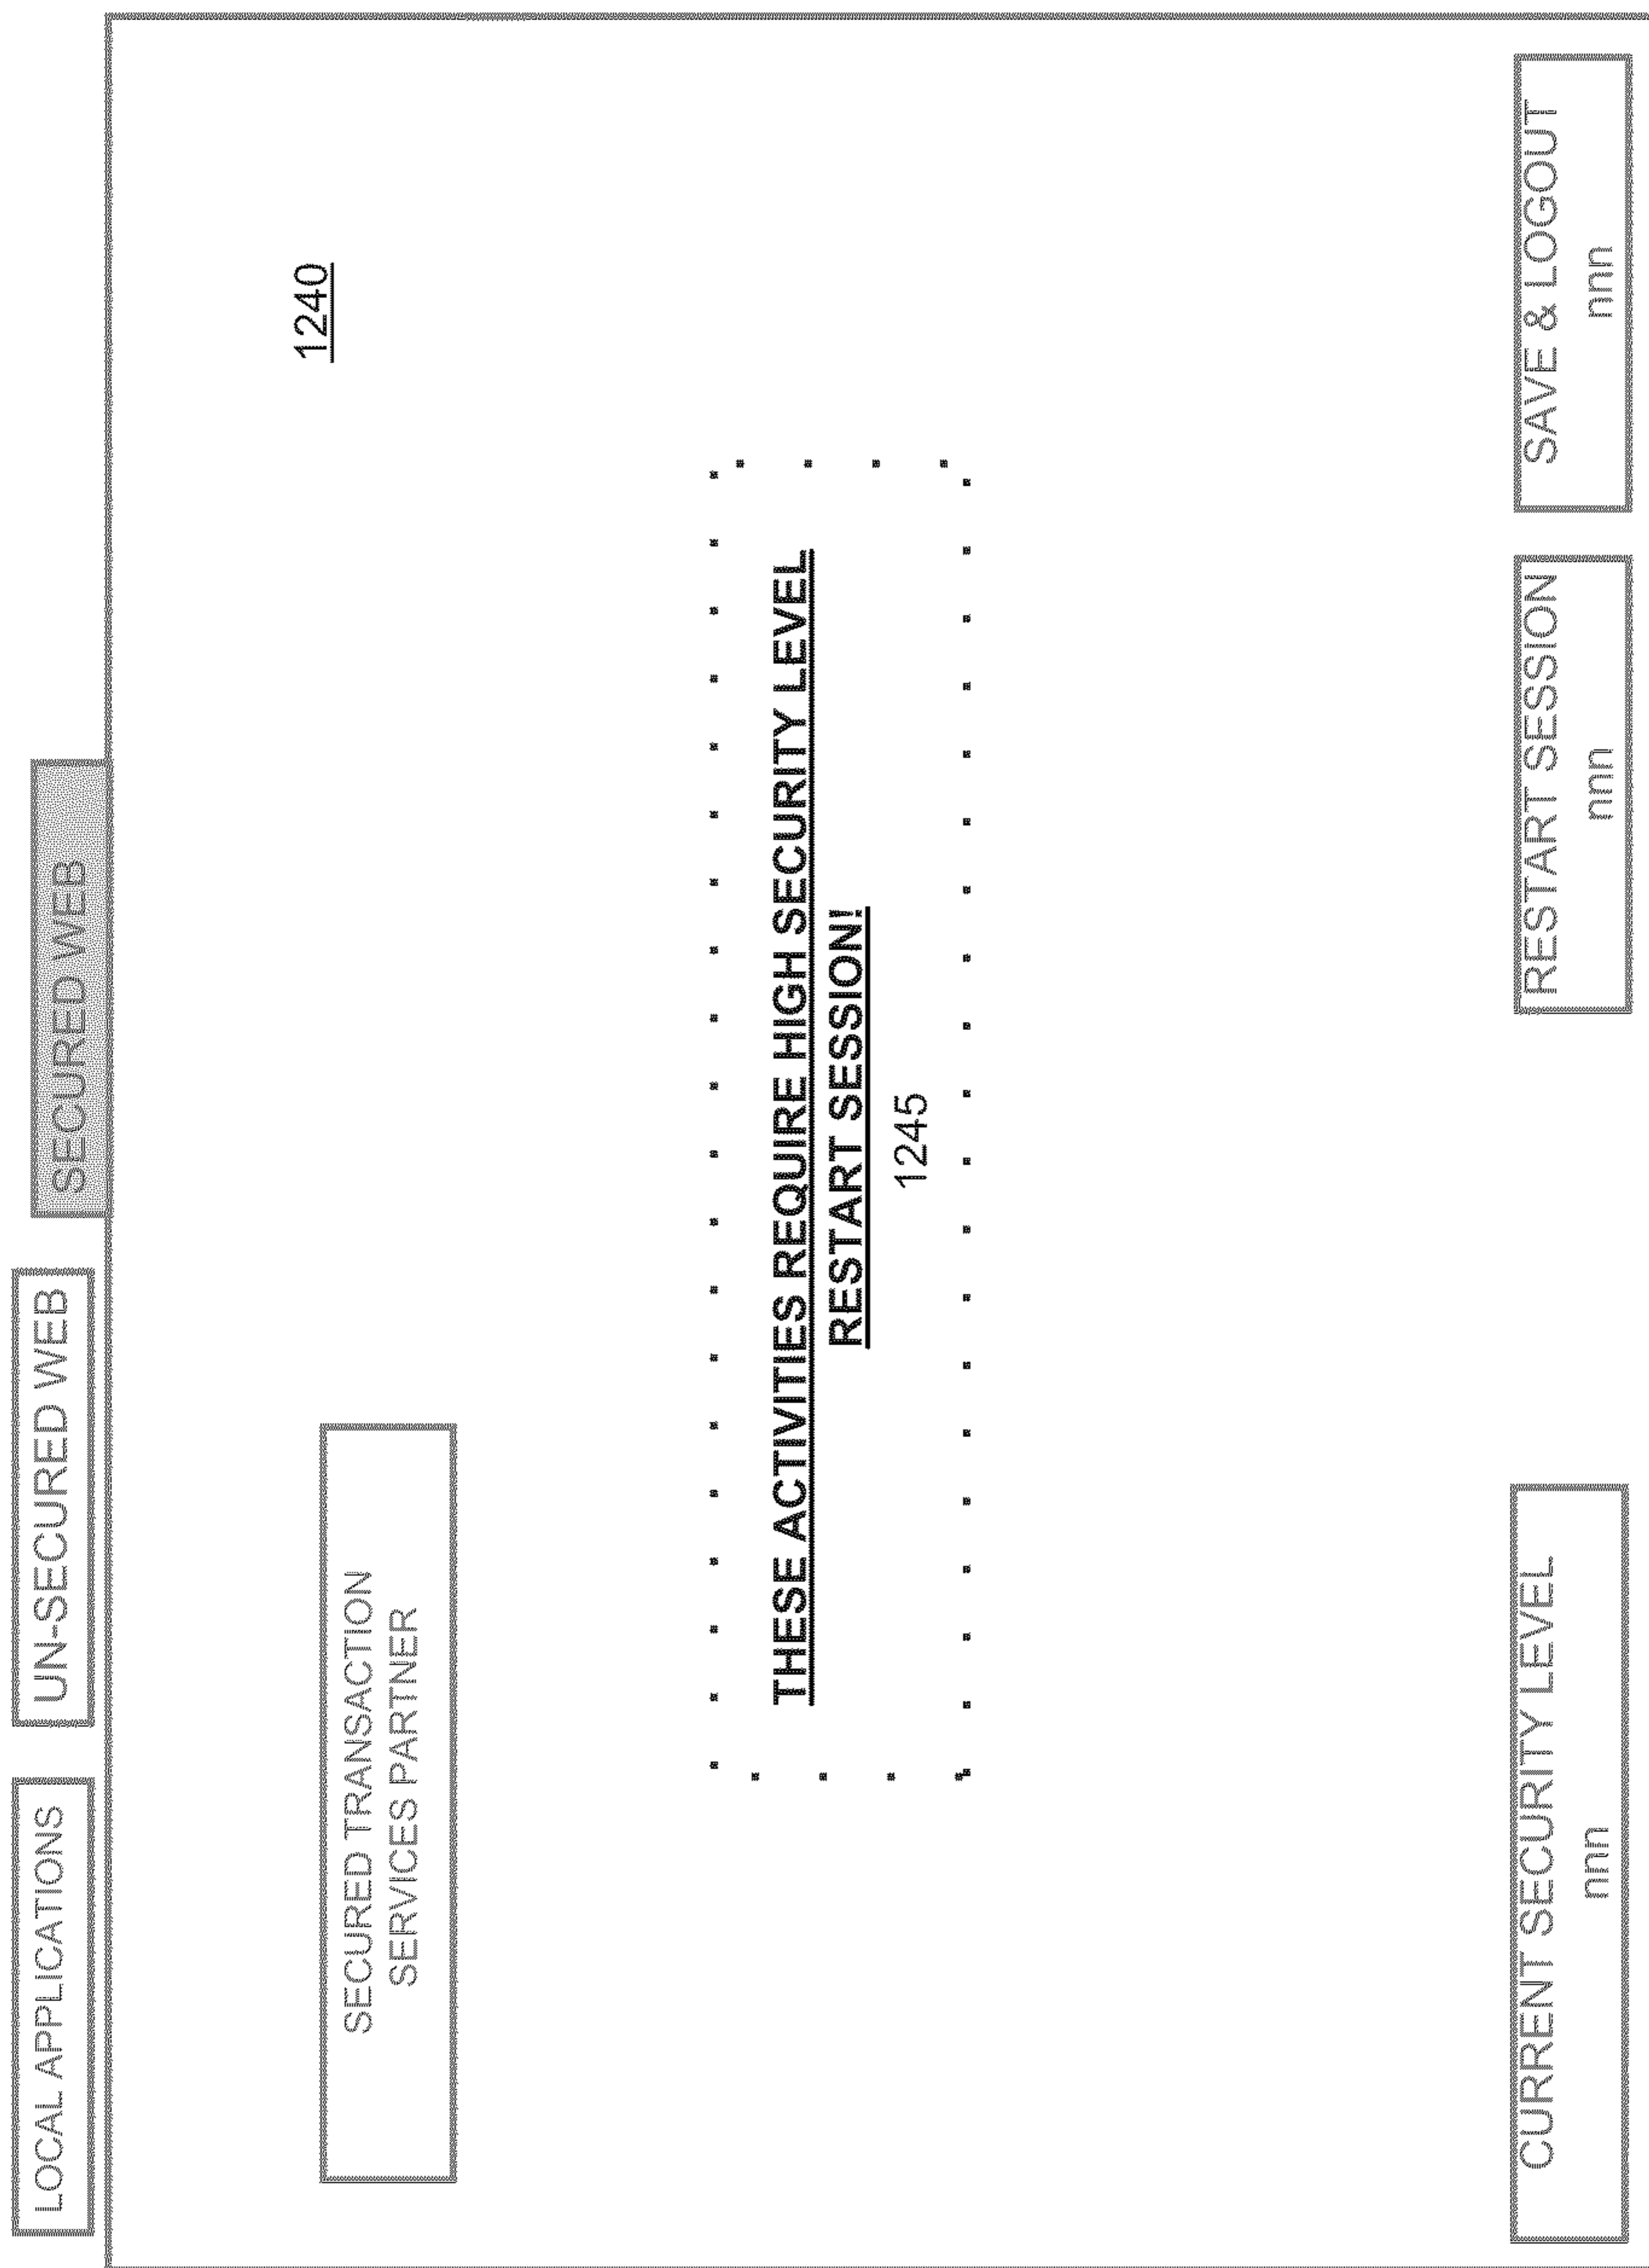 LOCAL APPLICATIONS
UN-SECURED WEB
SECURED WEB
1240
SECURED TRANSACTION
SERVICES PARTNER
THESE ACTIVITIES REQUIRE HIGH SECURITY LEVEL
RESTART SESSION!
1245
CURRENT SECURITY LEVEL
nnn
RESTART SESSION
nnn
SAVE & LOGOUT
nnn